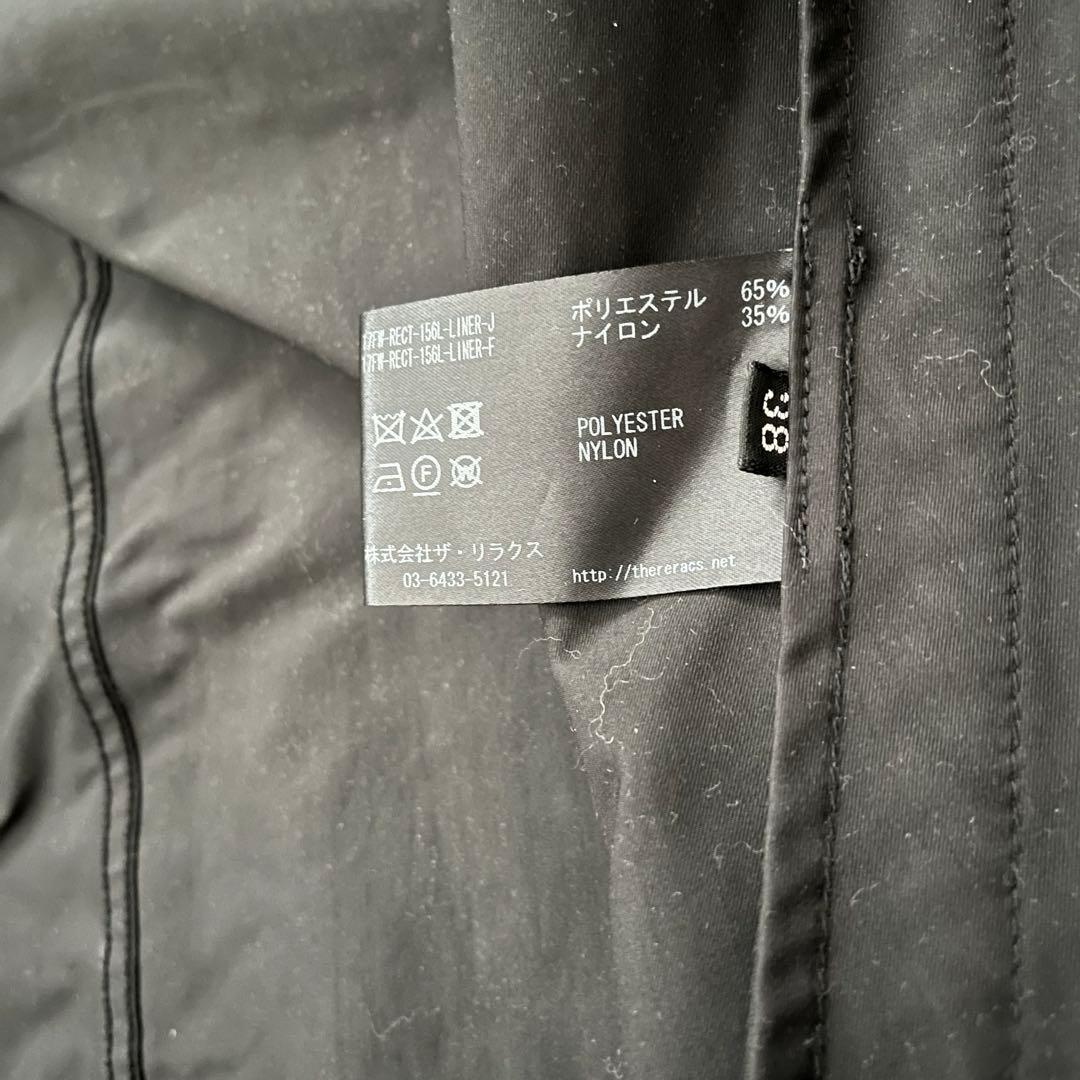 17FW-RECT-156L-LINER-J
17FW-RECT-156L-LINER-F
ポリエステル 65%
ナイロン 35%
POLYESTER
NYLON
38
F
W
株式会社ザ・リラクス
03-6433-5121
http://thereracs.net